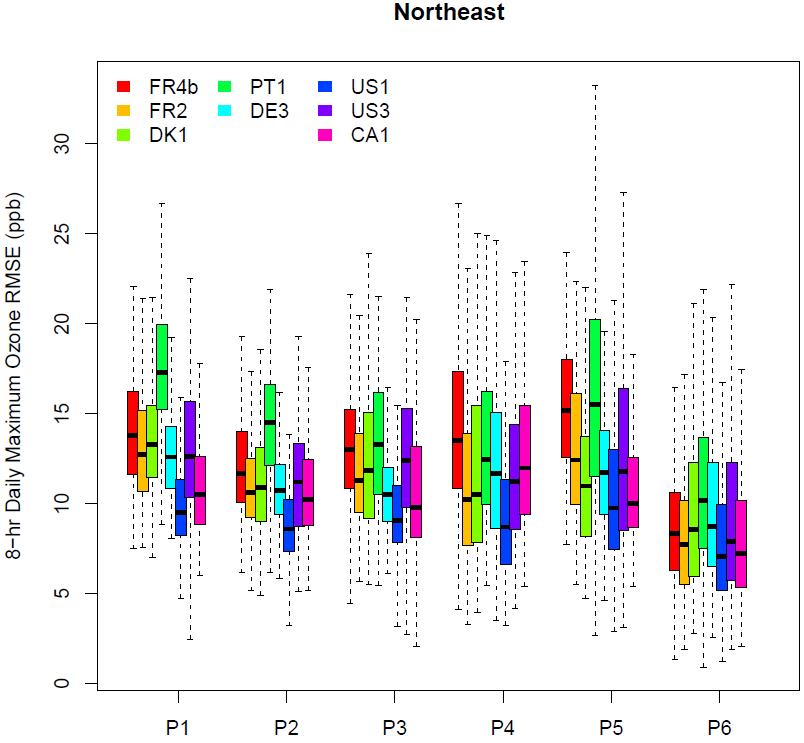 Northeast
FR4b PT1 US1
FR2 DE3 US3
DK1 CA1
8-hr Daily Maximum Ozone RMSE (ppb)
30
25
20
15
10
5
0
P1 P2 P3 P4 P5 P6